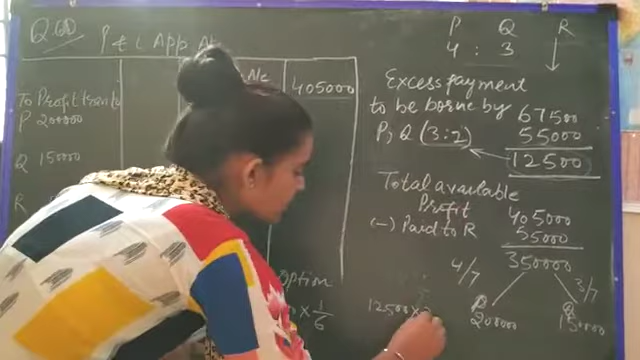 P & L App A/c
405000
To Profit transfer to
P 200000
Q 150000
R
Option
× 1/6
P Q R
4 : 3
Excess payment
to be borne by
P, Q (3:2)
67500
55000
12500
Total available
Profit
(-) Paid to R
405000
55000
350000
4/7
3/7
P
200000
Q
150000
12500×